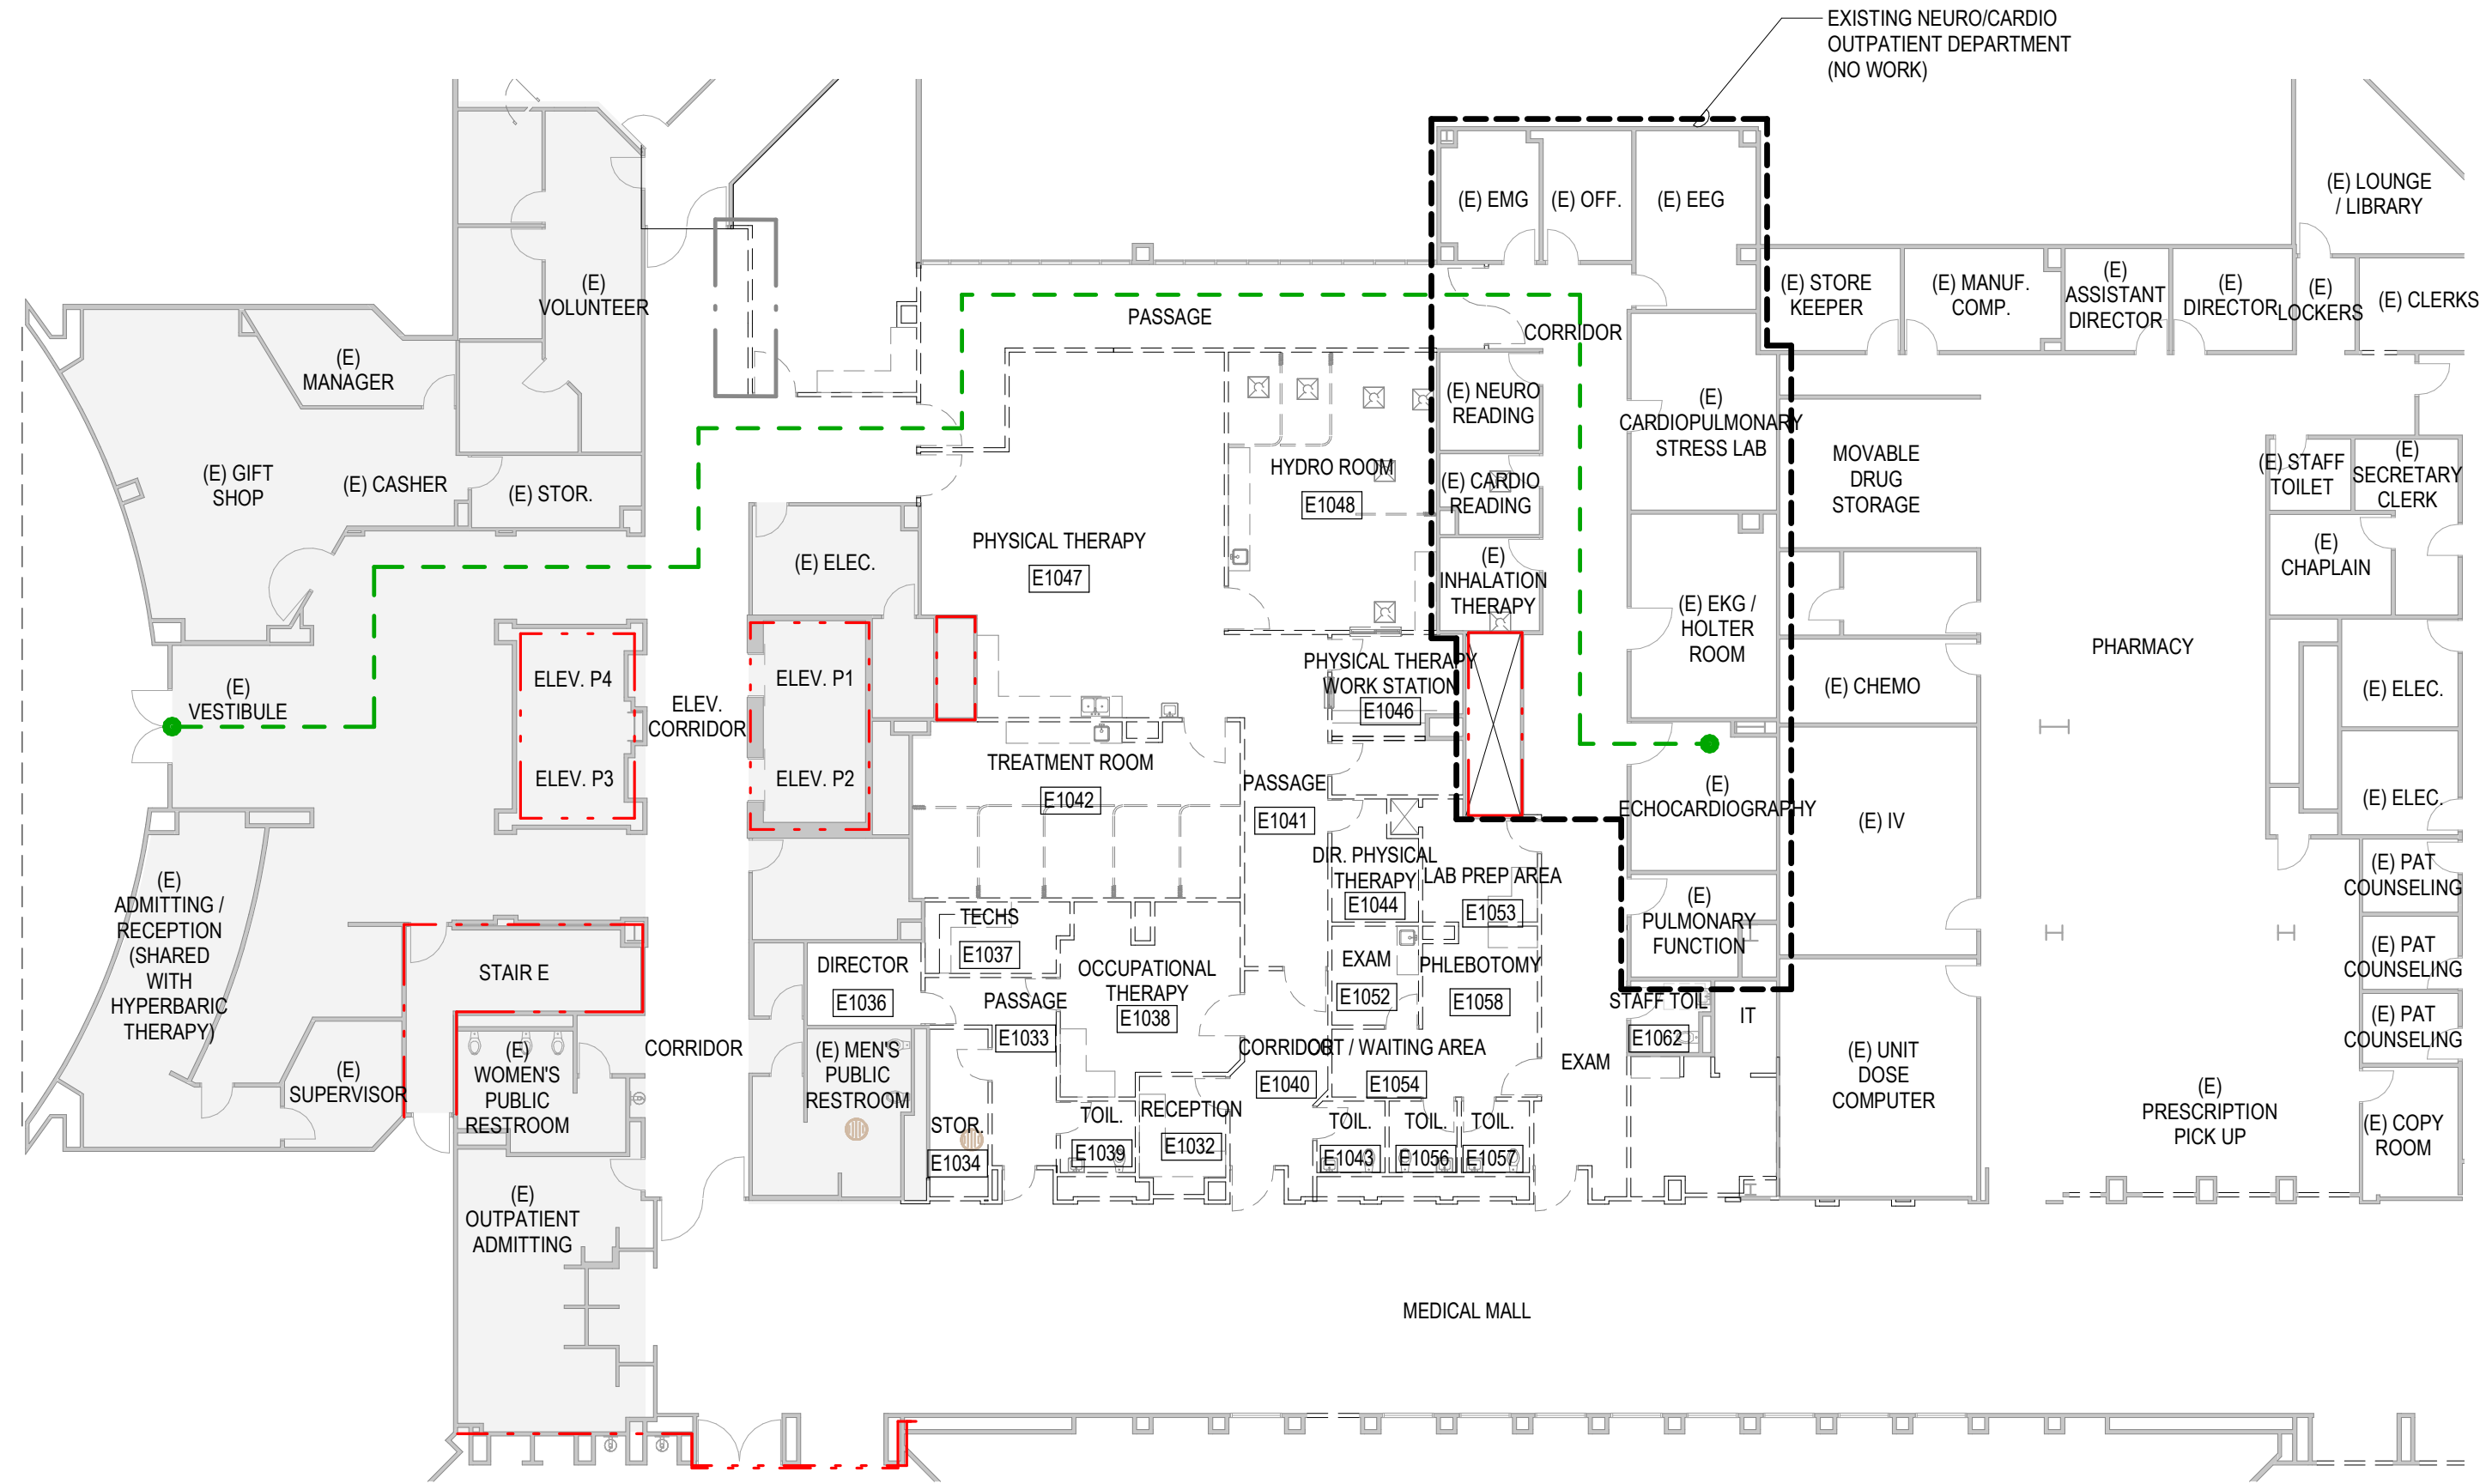 EXISTING NEURO/CARDIO
OUTPATIENT DEPARTMENT
(NO WORK)
(E) EMG
(E) OFF.
(E) EEG
(E) LOUNGE
/ LIBRARY
(E)
VOLUNTEER
(E) STORE
KEEPER
(E) MANUF.
COMP.
(E)
ASSISTANT
DIRECTOR
(E)
DIRECTOR
(E)
LOCKERS
(E) CLERKS
PASSAGE
CORRIDOR
(E)
MANAGER
(E) NEURO
READING
(E)
CARDIOPULMONARY
STRESS LAB
(E) GIFT
SHOP
(E) CASHER
(E) STOR.
HYDRO ROOM
E1048
(E) CARDIO
READING
MOVABLE
DRUG
STORAGE
(E) STAFF
TOILET
(E)
SECRETARY
CLERK
(E) ELEC.
PHYSICAL THERAPY
E1047
(E)
INHALATION
THERAPY
(E) EKG /
HOLTER
ROOM
(E)
CHAPLAIN
PHARMACY
(E)
VESTIBULE
ELEV. P4
ELEV. P3
ELEV.
CORRIDOR
ELEV. P1
ELEV. P2
PHYSICAL THERAPY
WORK STATION
E1046
(E) CHEMO
(E) ELEC.
TREATMENT ROOM
E1042
PASSAGE
E1041
(E)
ECHOCARDIOGRAPHY
(E) IV
(E) ELEC.
(E)
ADMITTING /
RECEPTION
(SHARED
WITH
HYPERBARIC
THERAPY)
DIR. PHYSICAL
THERAPY
E1044
LAB PREP AREA
E1053
(E)
PULMONARY
FUNCTION
(E) PAT
COUNSELING
(E) PAT
COUNSELING
(E) PAT
COUNSELING
STAIR E
DIRECTOR
E1036
TECHS
E1037
PASSAGE
E1033
OCCUPATIONAL
THERAPY
E1038
EXAM
E1052
PHLEBOTOMY
E1058
STAFF TOIL
E1062
IT
(E)
SUPERVISOR
(E)
WOMEN'S
PUBLIC
RESTROOM
CORRIDOR
(E) MEN'S
PUBLIC
RESTROOM
CORRIDOR
E1040
/ WAITING AREA
E1054
EXAM
(E) UNIT
DOSE
COMPUTER
STOR.
E1034
TOIL.
E1039
RECEPTION
E1032
TOIL.
E1043
TOIL.
E1056
TOIL.
E1057
(E)
PRESCRIPTION
PICK UP
(E) COPY
ROOM
(E)
OUTPATIENT
ADMITTING
MEDICAL MALL